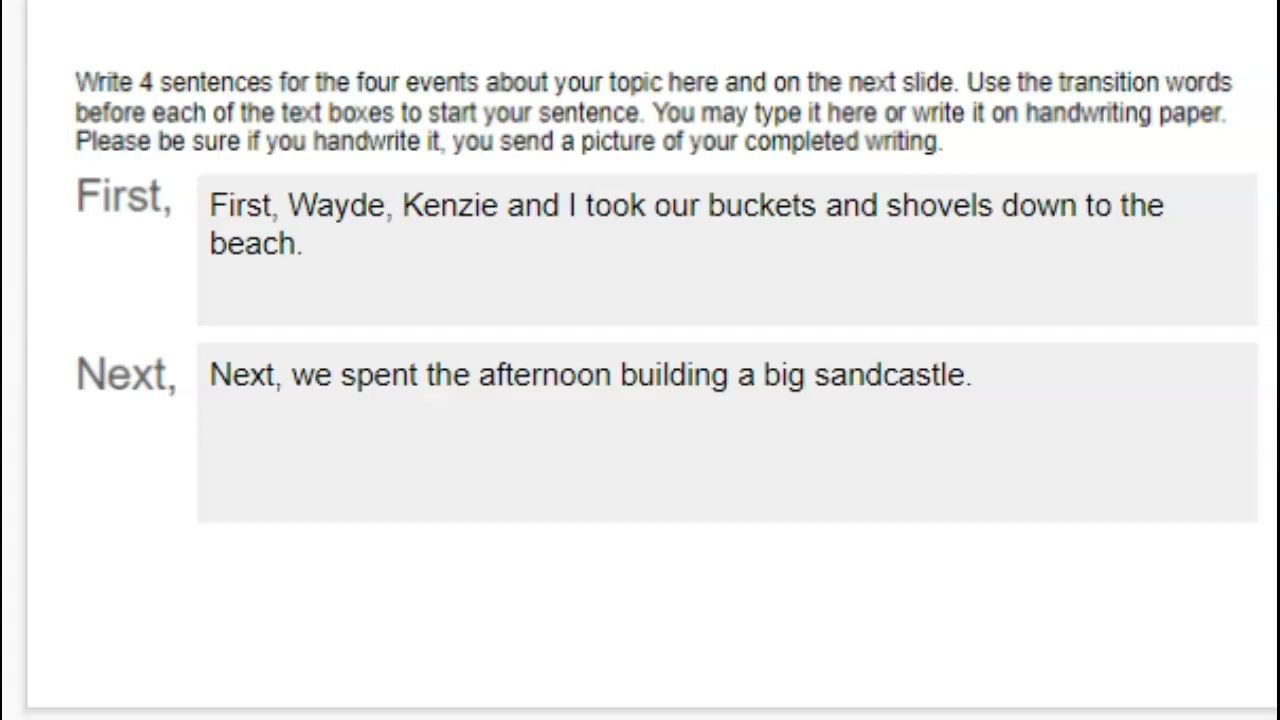 Write 4 sentences for the four events about your topic here and on the next slide. Use the transition words
before each of the text boxes to start your sentence. You may type it here or write it on handwriting paper.
Please be sure if you handwrite it, you send a picture of your completed writing.
First,
First, Wayde, Kenzie and I took our buckets and shovels down to the
beach.
Next,
Next, we spent the afternoon building a big sandcastle.